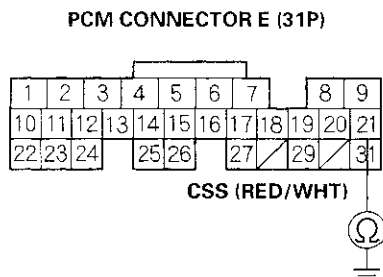 PCM CONNECTOR E (31P)
1 2 3 4 5 6 7 8 9
10 11 12 13 14 15 16 17 18 19 20 21
22 23 24 25 26 27 29 31
CSS (RED/WHT)
Ω